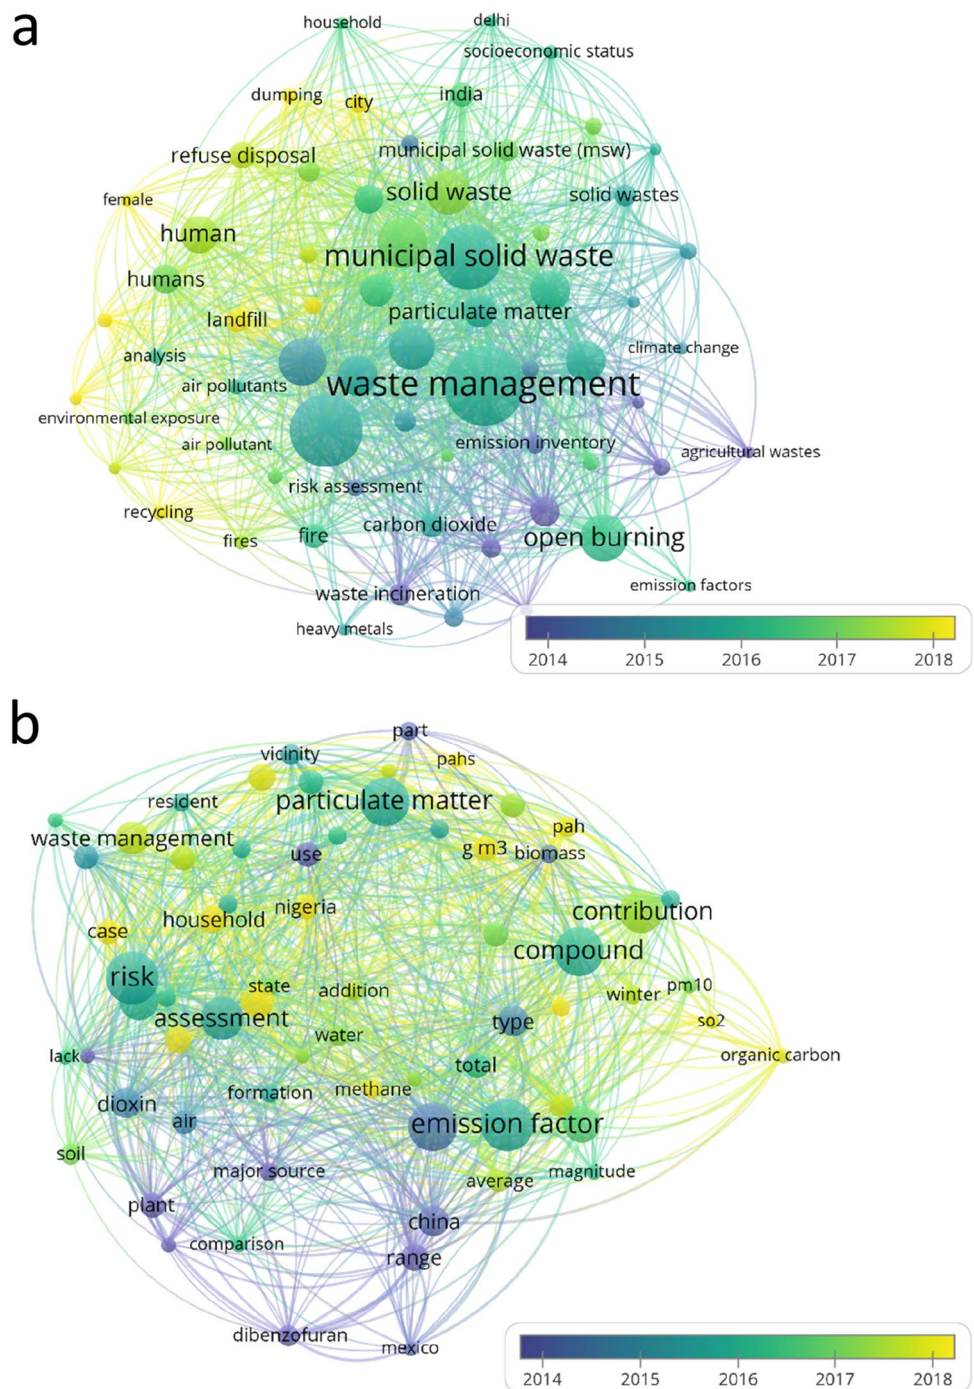 a
household
delhi
socioeconomic status
dumping
city
india
refuse disposal
municipal solid waste (msw)
solid waste
solid wastes
female
human
municipal solid waste
humans
landfill
particulate matter
analysis
climate change
air pollutants
waste management
environmental exposure
air pollutant
emission inventory
agricultural wastes
risk assessment
recycling
carbon dioxide
fires
fire
open burning
waste incineration
emission factors
heavy metals
2014 2015 2016 2017 2018
b
part
vicinity
pahs
resident
particulate matter
waste management
pah
use
g m3
biomass
household
nigeria
contribution
case
compound
risk
state
addition
winter
pm10
assessment
type
so2
water
lack
total
organic carbon
formation
methane
dioxin
air
emission factor
soil
major source
average
magnitude
plant
china
comparison
range
dibenzofuran
mexico
2014 2015 2016 2017 2018